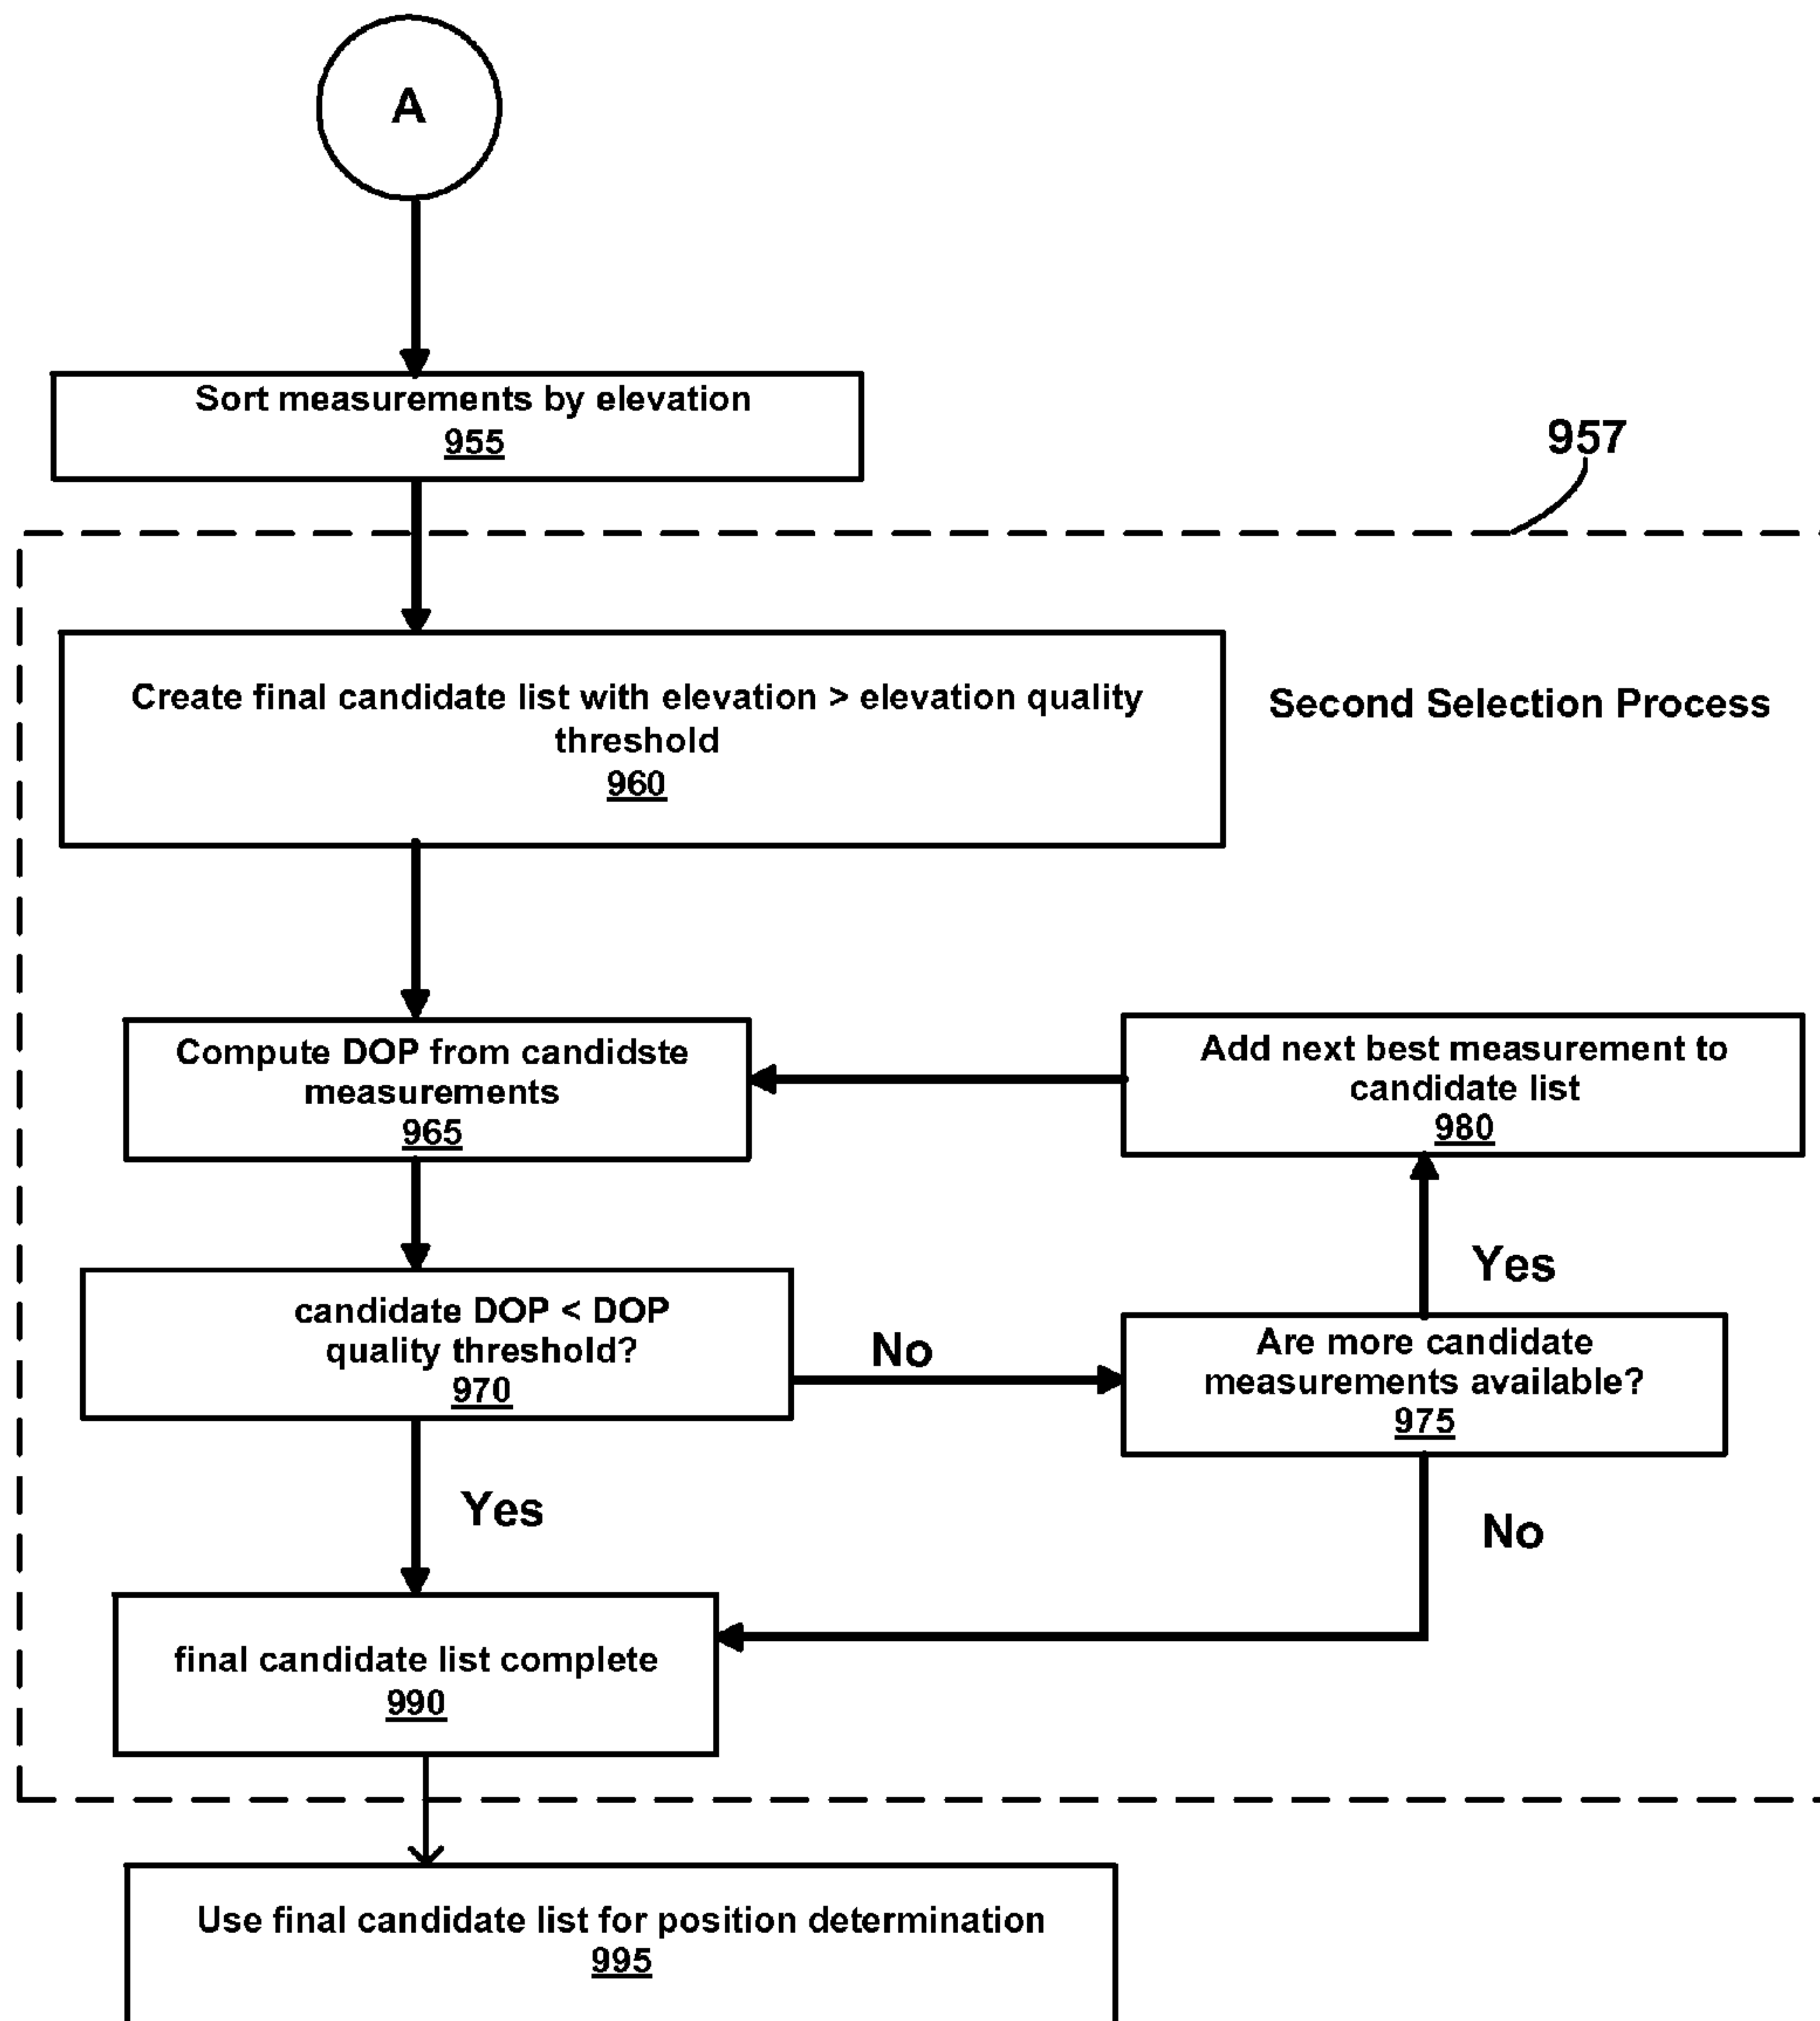 A
Sort measurements by elevation
955
957
Create final candidate list with elevation > elevation quality
threshold
960
Second Selection Process
Compute DOP from candidste
measurements
965
Add next best measurement to
candidate list
980
Yes
candidate DOP < DOP
quality threshold?
970
No
Are more candidate
measurements available?
975
Yes
No
final candidate list complete
990
Use final candidate list for position determination
995